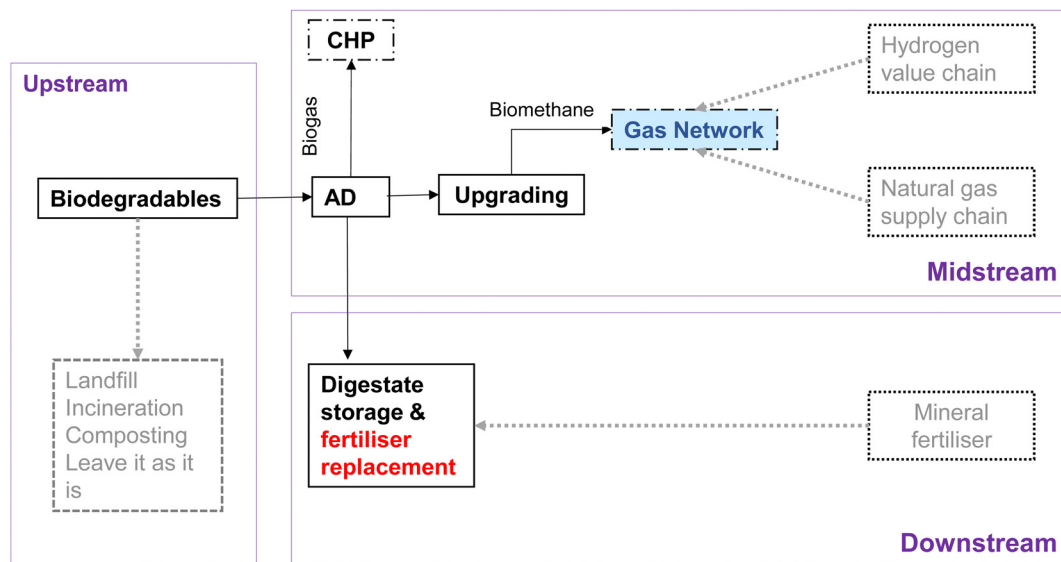 Upstream
Biodegradables
Landfill
Incineration
Composting
Leave it as it
is
CHP
Biogas
AD
Upgrading
Biomethane
Gas Network
Hydrogen
value chain
Natural gas
supply chain
Midstream
Digestate
storage &
fertiliser
replacement
Mineral
fertiliser
Downstream